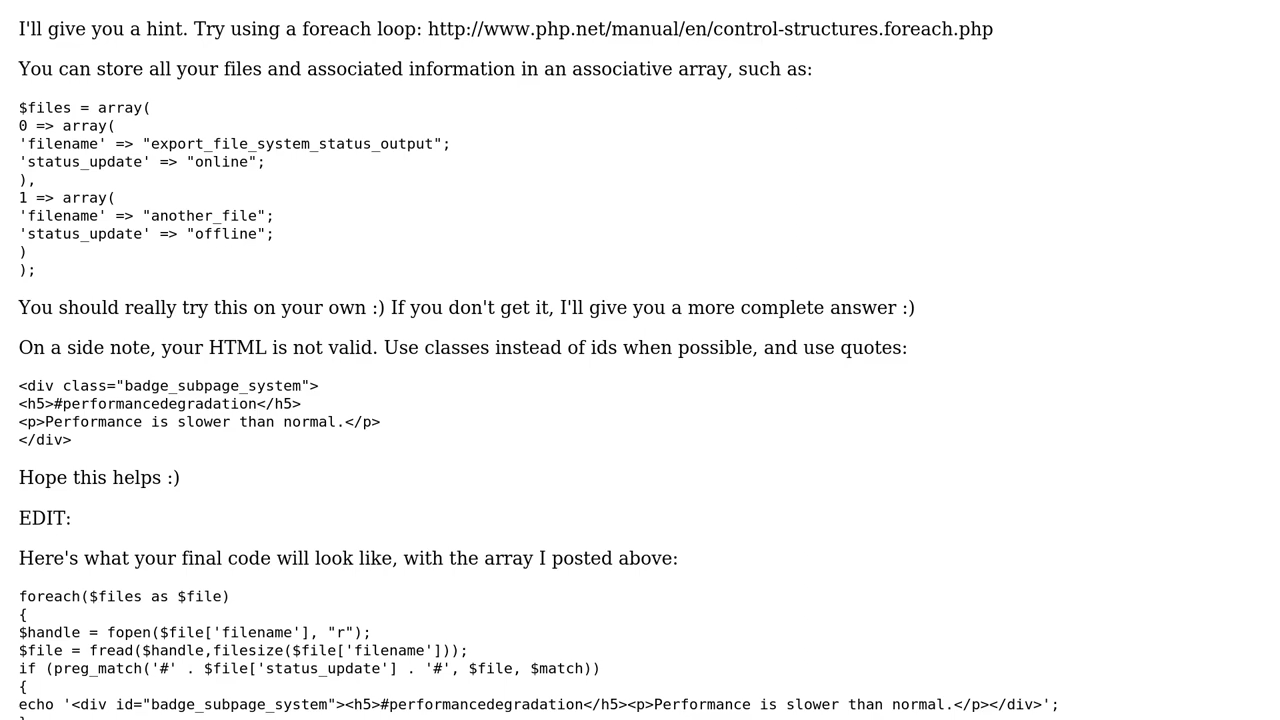 I'll give you a hint. Try using a foreach loop: http://www.php.net/manual/en/control-structures.foreach.php
You can store all your files and associated information in an associative array, such as:
$files = array(
0 => array(
'filename' => "export_file_system_status_output";
'status_update' => "online";
),
1 => array(
'filename' => "another_file";
'status_update' => "offline";
)
);
You should really try this on your own :) If you don't get it, I'll give you a more complete answer :)
On a side note, your HTML is not valid. Use classes instead of ids when possible, and use quotes:
<div class="badge_subpage_system">
<h5>#performancedegradation</h5>
<p>Performance is slower than normal.</p>
</div>
Hope this helps :)
EDIT:
Here's what your final code will look like, with the array I posted above:
foreach($files as $file)
{
$handle = fopen($file['filename'], "r");
$file = fread($handle,filesize($file['filename']));
if (preg_match('#' . $file['status_update'] . '#', $file, $match))
{
echo '<div id="badge_subpage_system"><h5>#performancedegradation</h5><p>Performance is slower than normal.</p></div>';
}